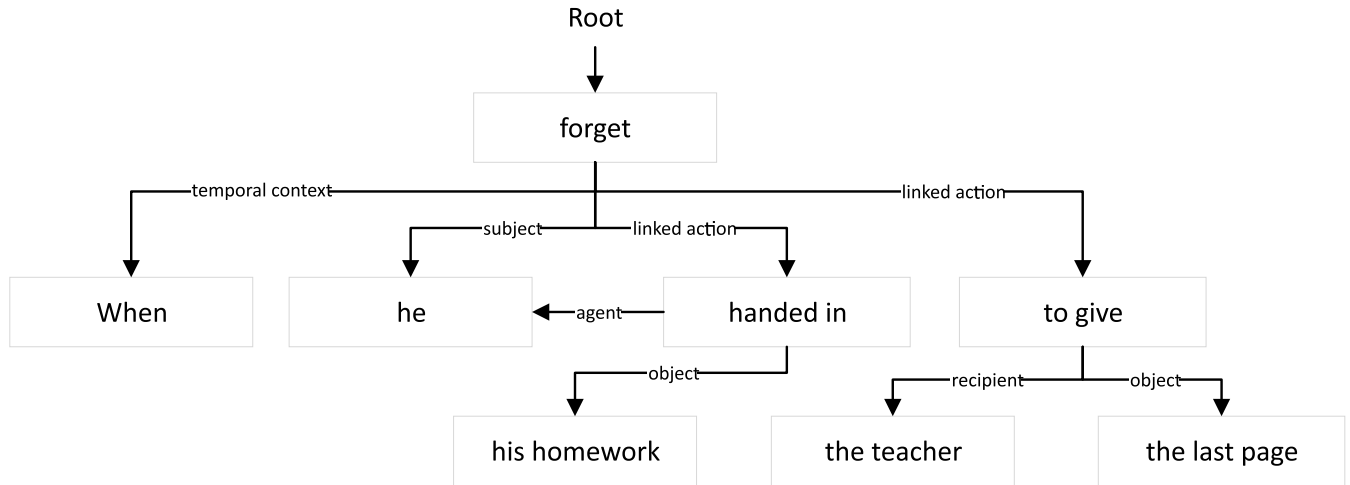 Root
forget
temporal context
linked action
subject
linked action
When
he
agent
handed in
to give
object
recipient
object
his homework
the teacher
the last page